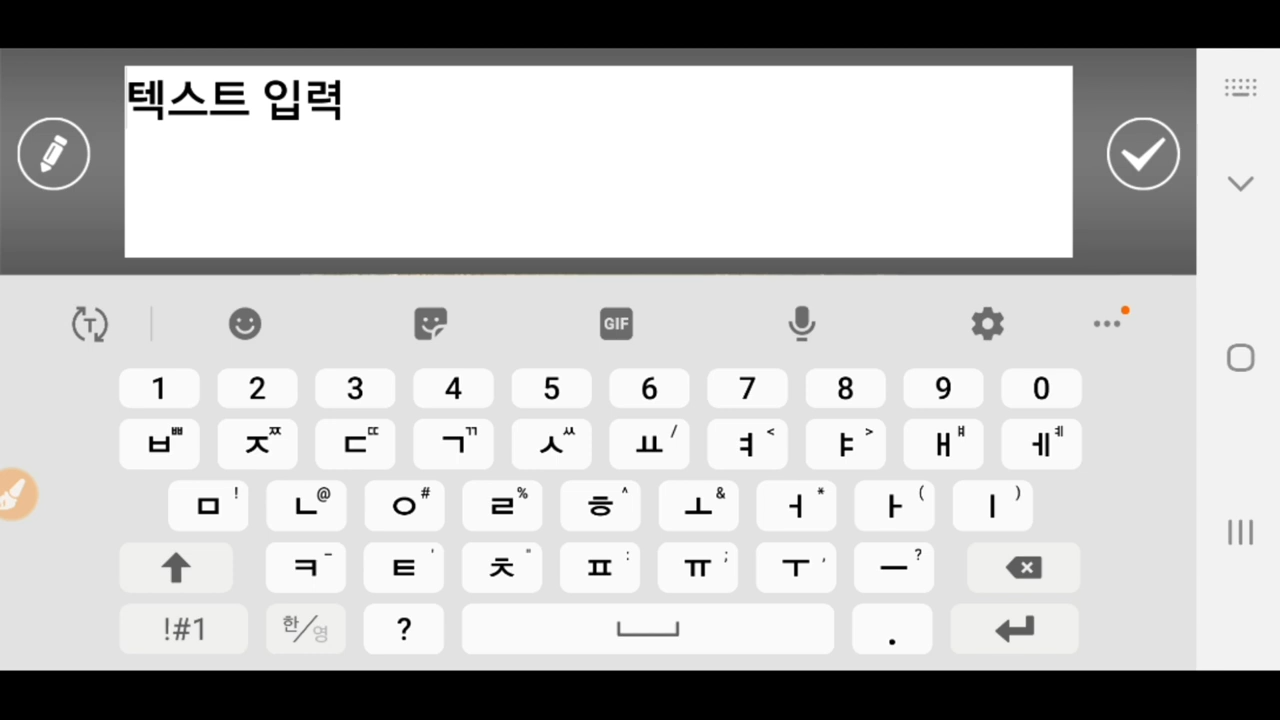 텍스트 입력
T
GIF
1 2 3 4 5 6 7 8 9 0
ㅂ ㅃ ㅈ ㅉ ㄷ ㄸ ㄱ ㄲ ㅅ ㅆ ㅛ / ㅕ < ㅑ > ㅐ ㅒ ㅔ ㅖ
ㅁ ! ㄴ @ ㅇ # ㄹ % ㅎ ^ ㅗ & ㅓ * ㅏ ( ㅣ )
ㅋ - ㅌ ' ㅊ " ㅍ : ㅠ ; ㅜ , ㅡ ?
!#1 한/영 ? .